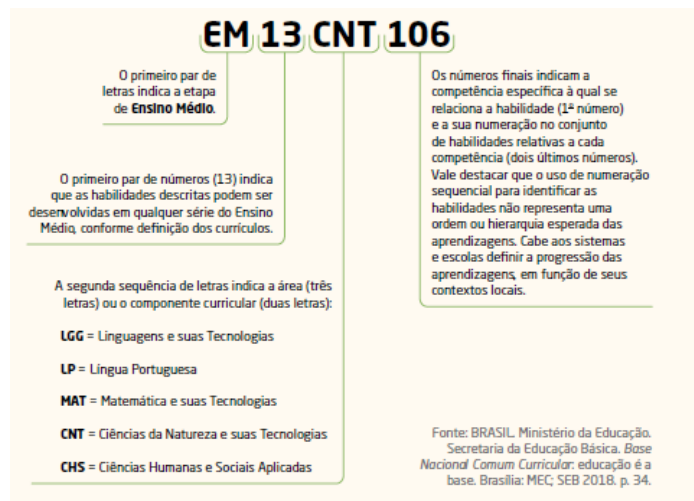 EM 13 CNT 106
O primeiro par de
letras indica a etapa
de Ensino Médio.
O primeiro par de números (13) indica
que as habilidades descritas podem ser
desenvolvidas em qualquer série do Ensino
Médio, conforme definição dos currículos.
A segunda sequência de letras indica a área (três
letras) ou o componente curricular (duas letras):
LGG = Linguagens e suas Tecnologias
LP = Língua Portuguesa
MAT = Matemática e suas Tecnologias
CNT = Ciências da Natureza e suas Tecnologias
CHS = Ciências Humanas e Sociais Aplicadas
Os números finais indicam a
competência específica à qual se
relaciona a habilidade (1º número)
e a sua numeração no conjunto
de habilidades relativas a cada
competência (dois últimos números).
Vale destacar que o uso de numeração
sequencial para identificar as
habilidades não representa uma
ordem ou hierarquia esperada das
aprendizagens. Cabe aos sistemas
e escolas definir a progressão das
aprendizagens, em função de seus
contextos locais.
Fonte: BRASIL. Ministério da Educação.
Secretaria da Educação Básica. Base
Nacional Comum Curricular: educação é a
base. Brasília: MEC; SEB 2018. p. 34.